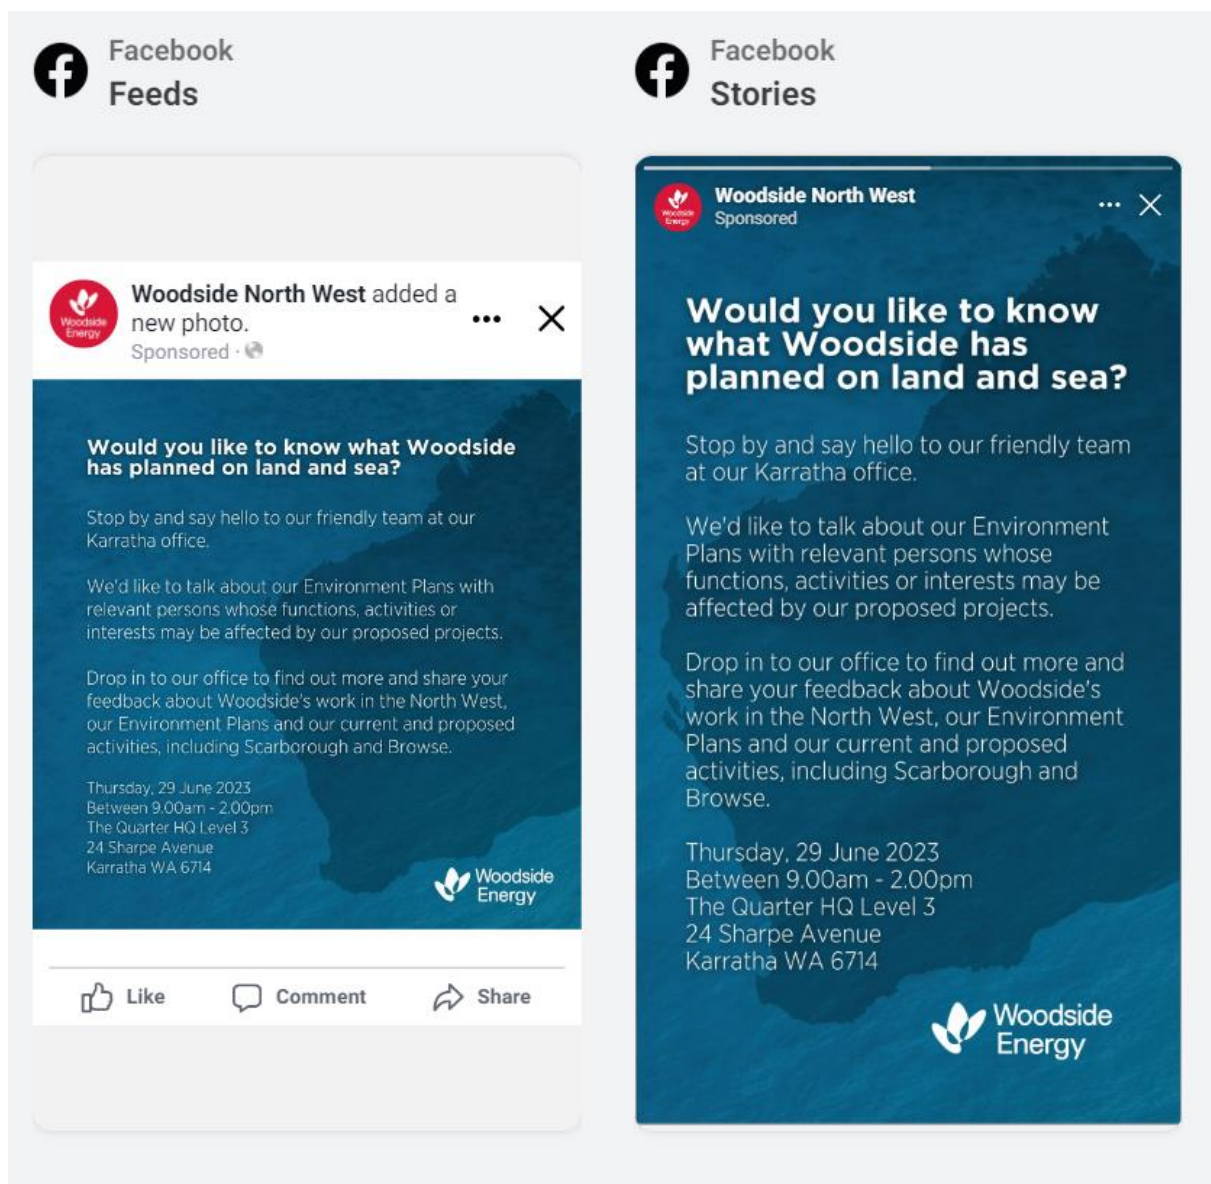 Facebook
Feeds
Woodside
Energy
Woodside North West added a
new photo.
Sponsored ·
Would you like to know what Woodside
has planned on land and sea?
Stop by and say hello to our friendly team at our
Karratha office.
We'd like to talk about our Environment Plans with
relevant persons whose functions, activities or
interests may be affected by our proposed projects.
Drop in to our office to find out more and share your
feedback about Woodside's work in the North West,
our Environment Plans and our current and proposed
activities, including Scarborough and Browse.
Thursday, 29 June 2023
Between 9.00am - 2.00pm
The Quarter HQ Level 3
24 Sharpe Avenue
Karratha WA 6714
Woodside
Energy
Like
Comment
Share
Facebook
Stories
Woodside
Energy
Woodside North West
Sponsored
Would you like to know
what Woodside has
planned on land and sea?
Stop by and say hello to our friendly team
at our Karratha office.
We'd like to talk about our Environment
Plans with relevant persons whose
functions, activities or interests may be
affected by our proposed projects.
Drop in to our office to find out more and
share your feedback about Woodside's
work in the North West, our Environment
Plans and our current and proposed
activities, including Scarborough and
Browse.
Thursday, 29 June 2023
Between 9.00am - 2.00pm
The Quarter HQ Level 3
24 Sharpe Avenue
Karratha WA 6714
Woodside
Energy